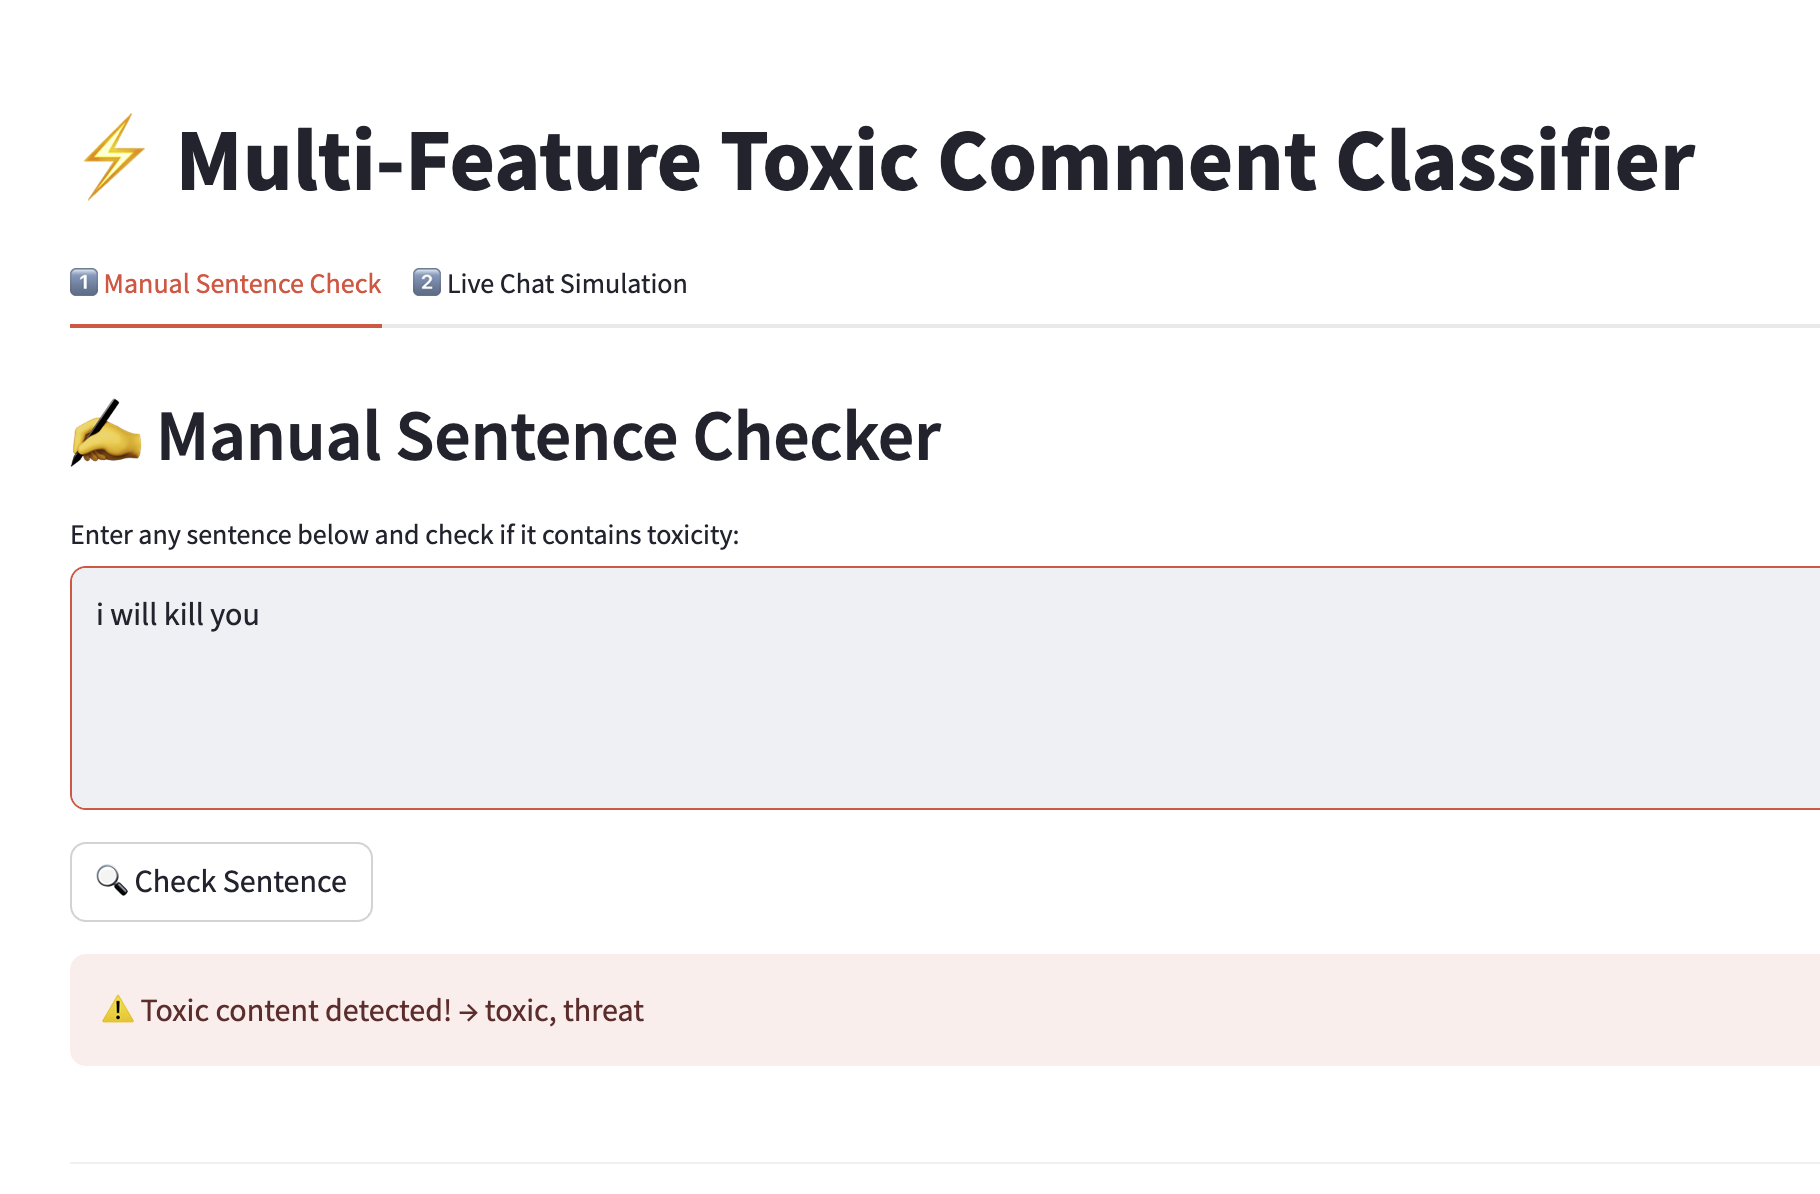 ⚡ Multi-Feature Toxic Comment Classifier
1 Manual Sentence Check 2 Live Chat Simulation
✍ Manual Sentence Checker
Enter any sentence below and check if it contains toxicity:
i will kill you
🔍 Check Sentence
⚠ Toxic content detected! → toxic, threat